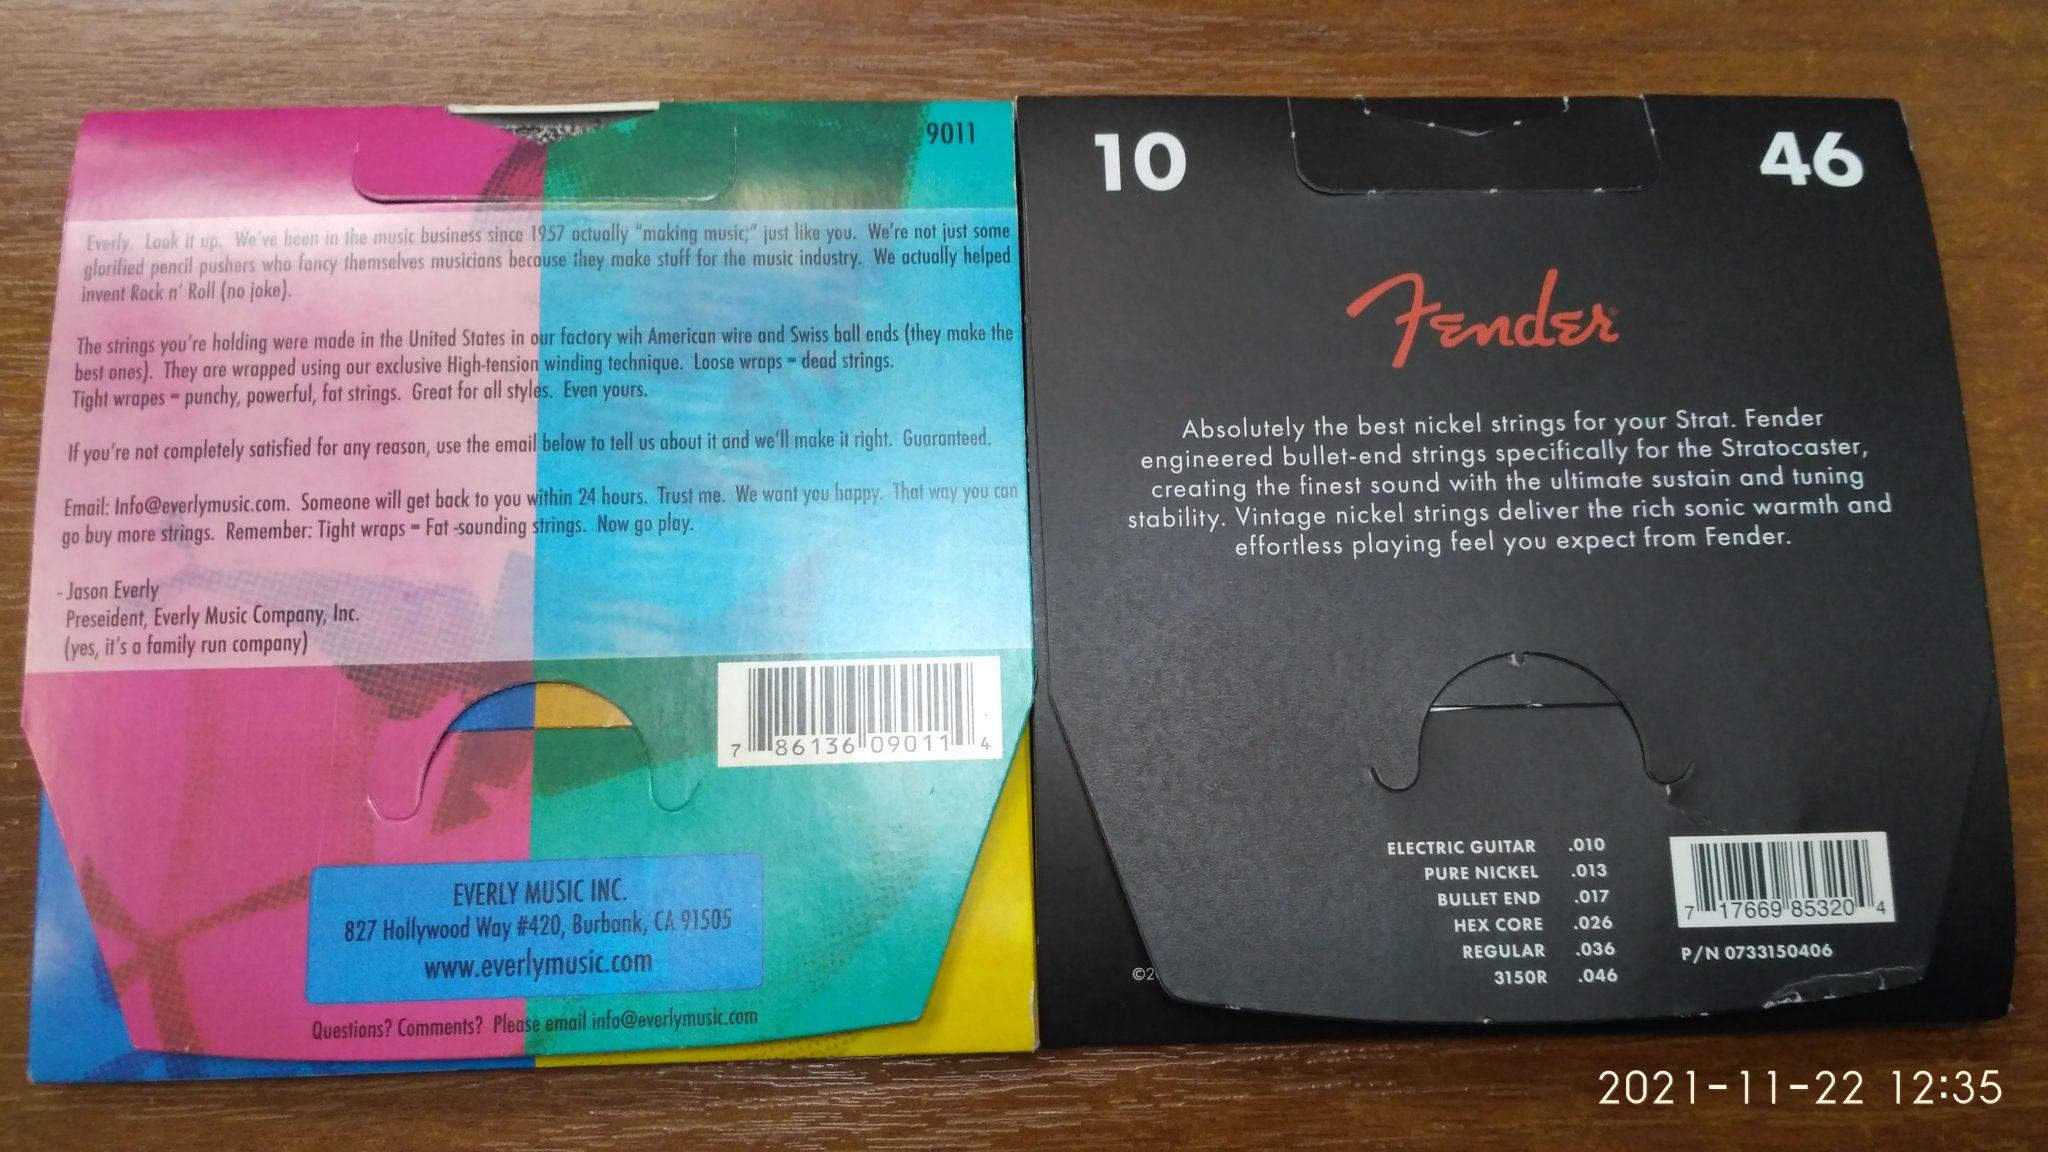 9011
Everly. Look it up. We've been in the music business since 1957 actually "making music;" just like you. We're not just some
glorified pencil pushers who fancy themselves musicians because they make stuff for the music industry. We actually helped
invent Rock n' Roll (no joke).
The strings you're holding were made in the United States in our factory wih American wire and Swiss ball ends (they make the
best ones). They are wrapped using our exclusive High-tension winding technique. Loose wraps = dead strings.
Tight wrapes = punchy, powerful, fat strings. Great for all styles. Even yours.
If you're not completely satisfied for any reason, use the email below to tell us about it and we'll make it right. Guaranteed.
Email: Info@everlymusic.com. Someone will get back to you within 24 hours. Trust me. We want you happy. That way you can
go buy more strings. Remember: Tight wraps = Fat -sounding strings. Now go play.
- Jason Everly
Preseident, Everly Music Company, Inc.
(yes, it's a family run company)
7 86136 09011 4
EVERLY MUSIC INC.
827 Hollywood Way #420, Burbank, CA 91505
www.everlymusic.com
Questions? Comments? Please email info@everlymusic.com
10 46
Fender®
Absolutely the best nickel strings for your Strat. Fender
engineered bullet-end strings specifically for the Stratocaster,
creating the finest sound with the ultimate sustain and tuning
stability. Vintage nickel strings deliver the rich sonic warmth and
effortless playing feel you expect from Fender.
ELECTRIC GUITAR .010
PURE NICKEL .013
BULLET END .017
HEX CORE .026
REGULAR .036
3150R .046
7 17669 85320 4
P/N 0733150406
©2
2021-11-22 12:35